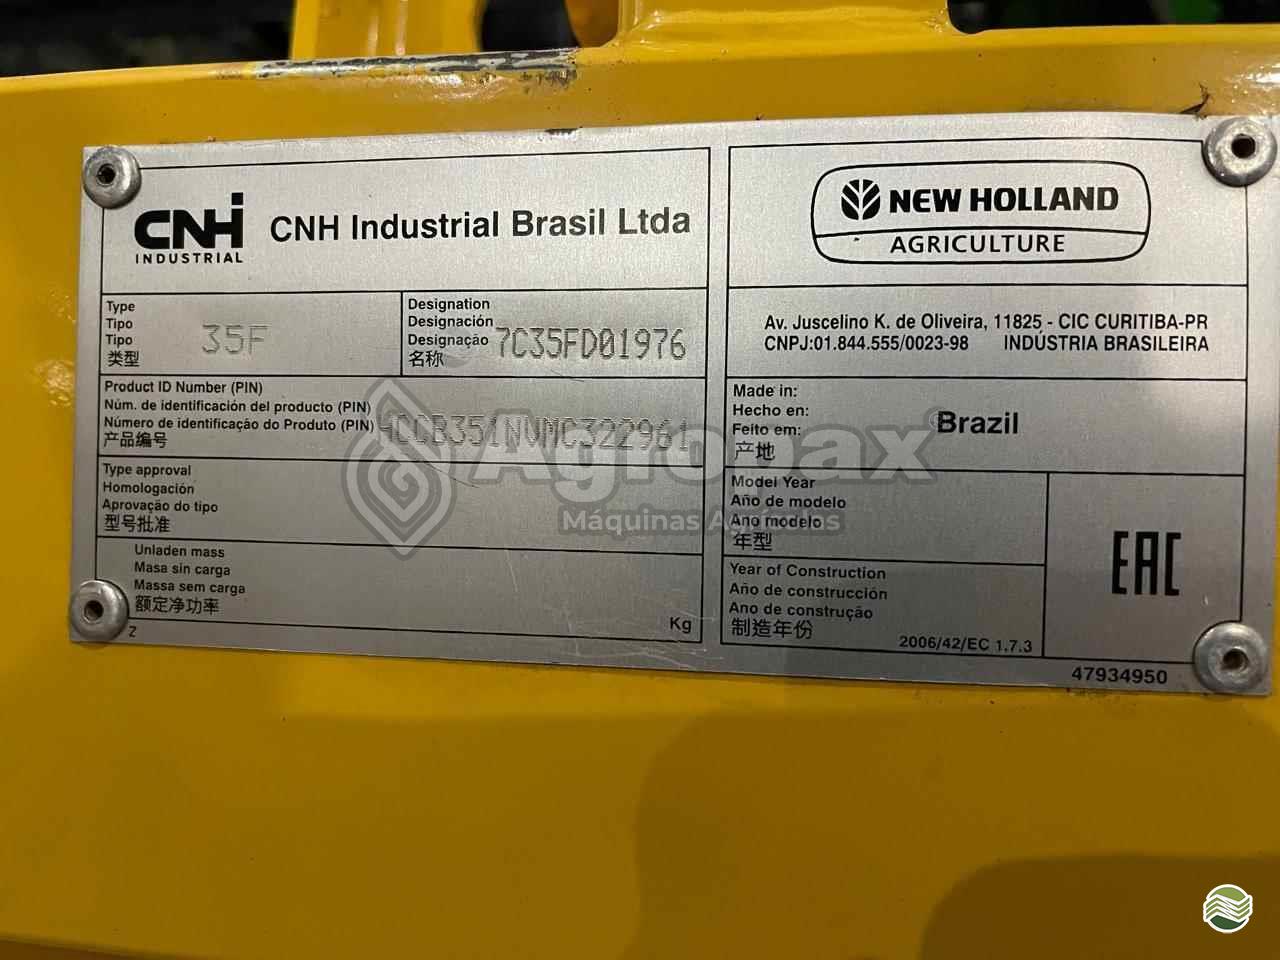 CNH
INDUSTRIAL
CNH Industrial Brasil Ltda
NEW HOLLAND
AGRICULTURE
Type
Tipo
Tipo
类型
35F
Designation
Designación
Designação
名称
7C35FD01976
Av. Juscelino K. de Oliveira, 11825 - CIC CURITIBA-PR
CNPJ:01.844.555/0023-98 INDÚSTRIA BRASILEIRA
Product ID Number (PIN)
Núm. de identificación del producto (PIN)
Número de identificação do Produto (PIN)
产品编号
HCCB351NVMC322961
Made in:
Hecho en:
Feito em:
产地
Brazil
Type approval
Homologación
Aprovação do tipo
型号批准
Agropax
Máquinas Agrícolas
Model Year
Año de modelo
Ano modelo
年型
Unladen mass
Masa sin carga
Massa sem carga
额定净功率
Kg
Z
Year of Construction
Año de construcción
Ano de construção
制造年份
2006/42/EC 1.7.3
EAC
47934950